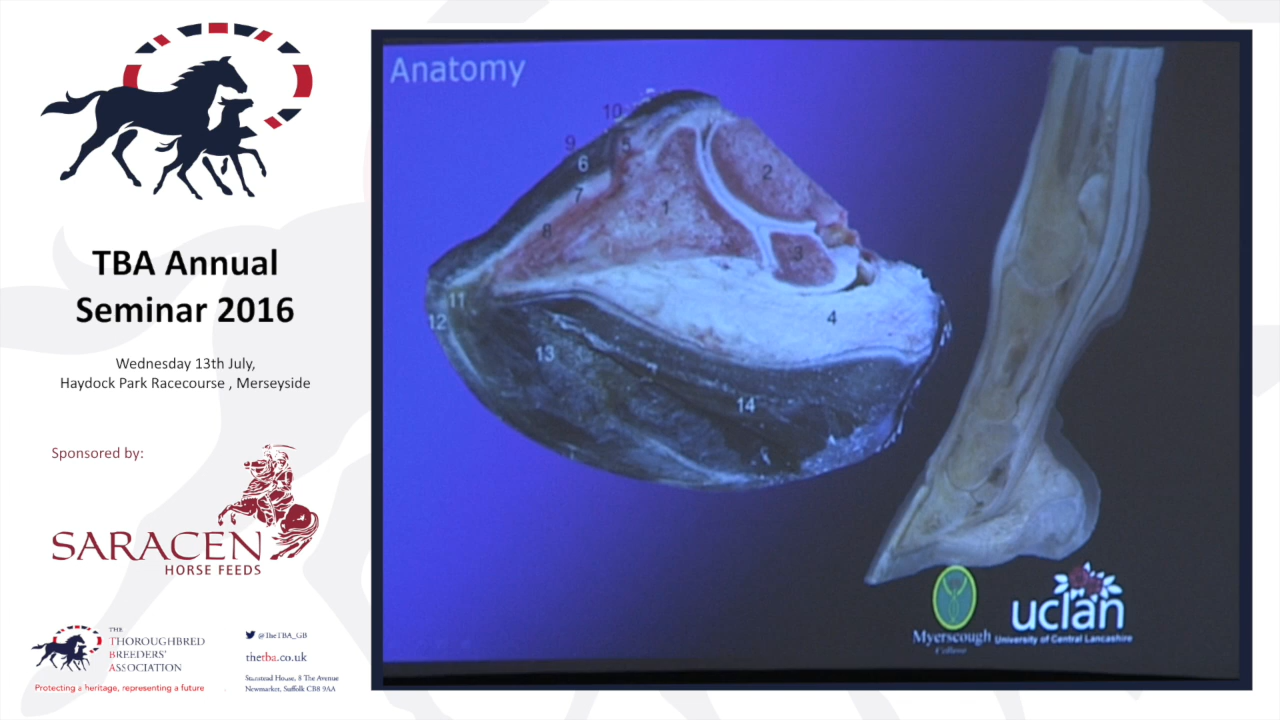 TBA Annual
Seminar 2016
Wednesday 13th July,
Haydock Park Racecourse , Merseyside
Sponsored by:
SARACEN
HORSE FEEDS
THE
THOROUGHBRED
BREEDERS'
ASSOCIATION
Protecting a heritage, representing a future
@TheTBA_GB
thetba.co.uk
Stanstead House, 8 The Avenue
Newmarket, Suffolk CB8 9AA
Anatomy
10
9
6
5
2
7
1
8
3
11
4
12
13
14
Myerscough
College
uclan
University of Central Lancashire